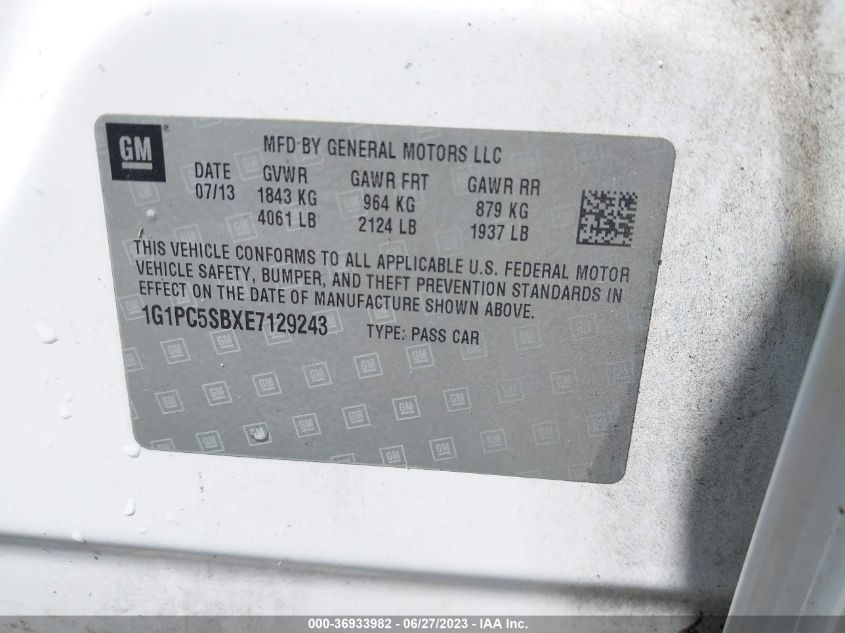 GM
MFD BY GENERAL MOTORS LLC
DATE GVWR GAWR FRT GAWR RR
07/13 1843 KG 964 KG 879 KG
4061 LB 2124 LB 1937 LB
THIS VEHICLE CONFORMS TO ALL APPLICABLE U.S. FEDERAL MOTOR
VEHICLE SAFETY, BUMPER, AND THEFT PREVENTION STANDARDS IN
EFFECT ON THE DATE OF MANUFACTURE SHOWN ABOVE.
1G1PC5SBXE7129243 TYPE: PASS CAR
000-36933982 - 06/27/2023 - IAA Inc.